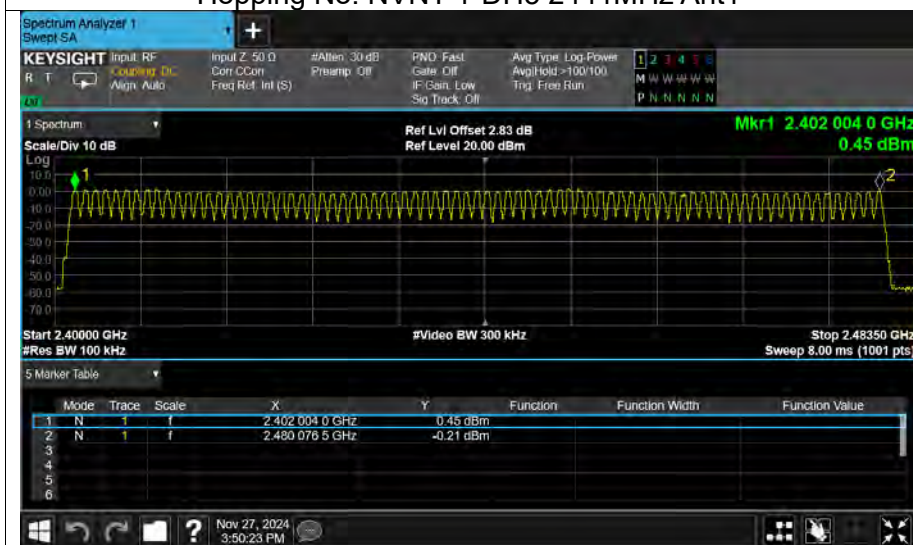 Hopping No. NVNT 1-DH5 2441MHz Ant1
Spectrum Analyzer 1
Swept SA
+
KEYSIGHT
R T
Input: RF
Coupling: DC
Align: Auto
Input Z: 50 Ω
Corr CCorr
Freq Ref: Int (S)
#Atten: 30 dB
Preamp: Off
PNO: Fast
Gate: Off
IF Gain: Low
Sig Track: Off
Avg Type: Log-Power
Avg|Hold:>100/100
Trig: Free Run
1 2 3 4 5 6
M W W W W W
P N N N N N
1 Spectrum
Scale/Div 10 dB
Ref Lvl Offset 2.83 dB
Ref Level 20.00 dBm
Mkr1 2.402 004 0 GHz
0.45 dBm
Log
10.0
0.00
-10.0
-20.0
-30.0
-40.0
-50.0
-60.0
-70.0
1
2
Start 2.40000 GHz
#Res BW 100 kHz
#Video BW 300 kHz
Stop 2.48350 GHz
Sweep 8.00 ms (1001 pts)
5 Marker Table
Mode Trace Scale X Y Function Function Width Function Value
1 N 1 f 2.402 004 0 GHz 0.45 dBm
2 N 1 f 2.480 076 5 GHz -0.21 dBm
3
4
5
6
?
Nov 27, 2024
3:50:23 PM